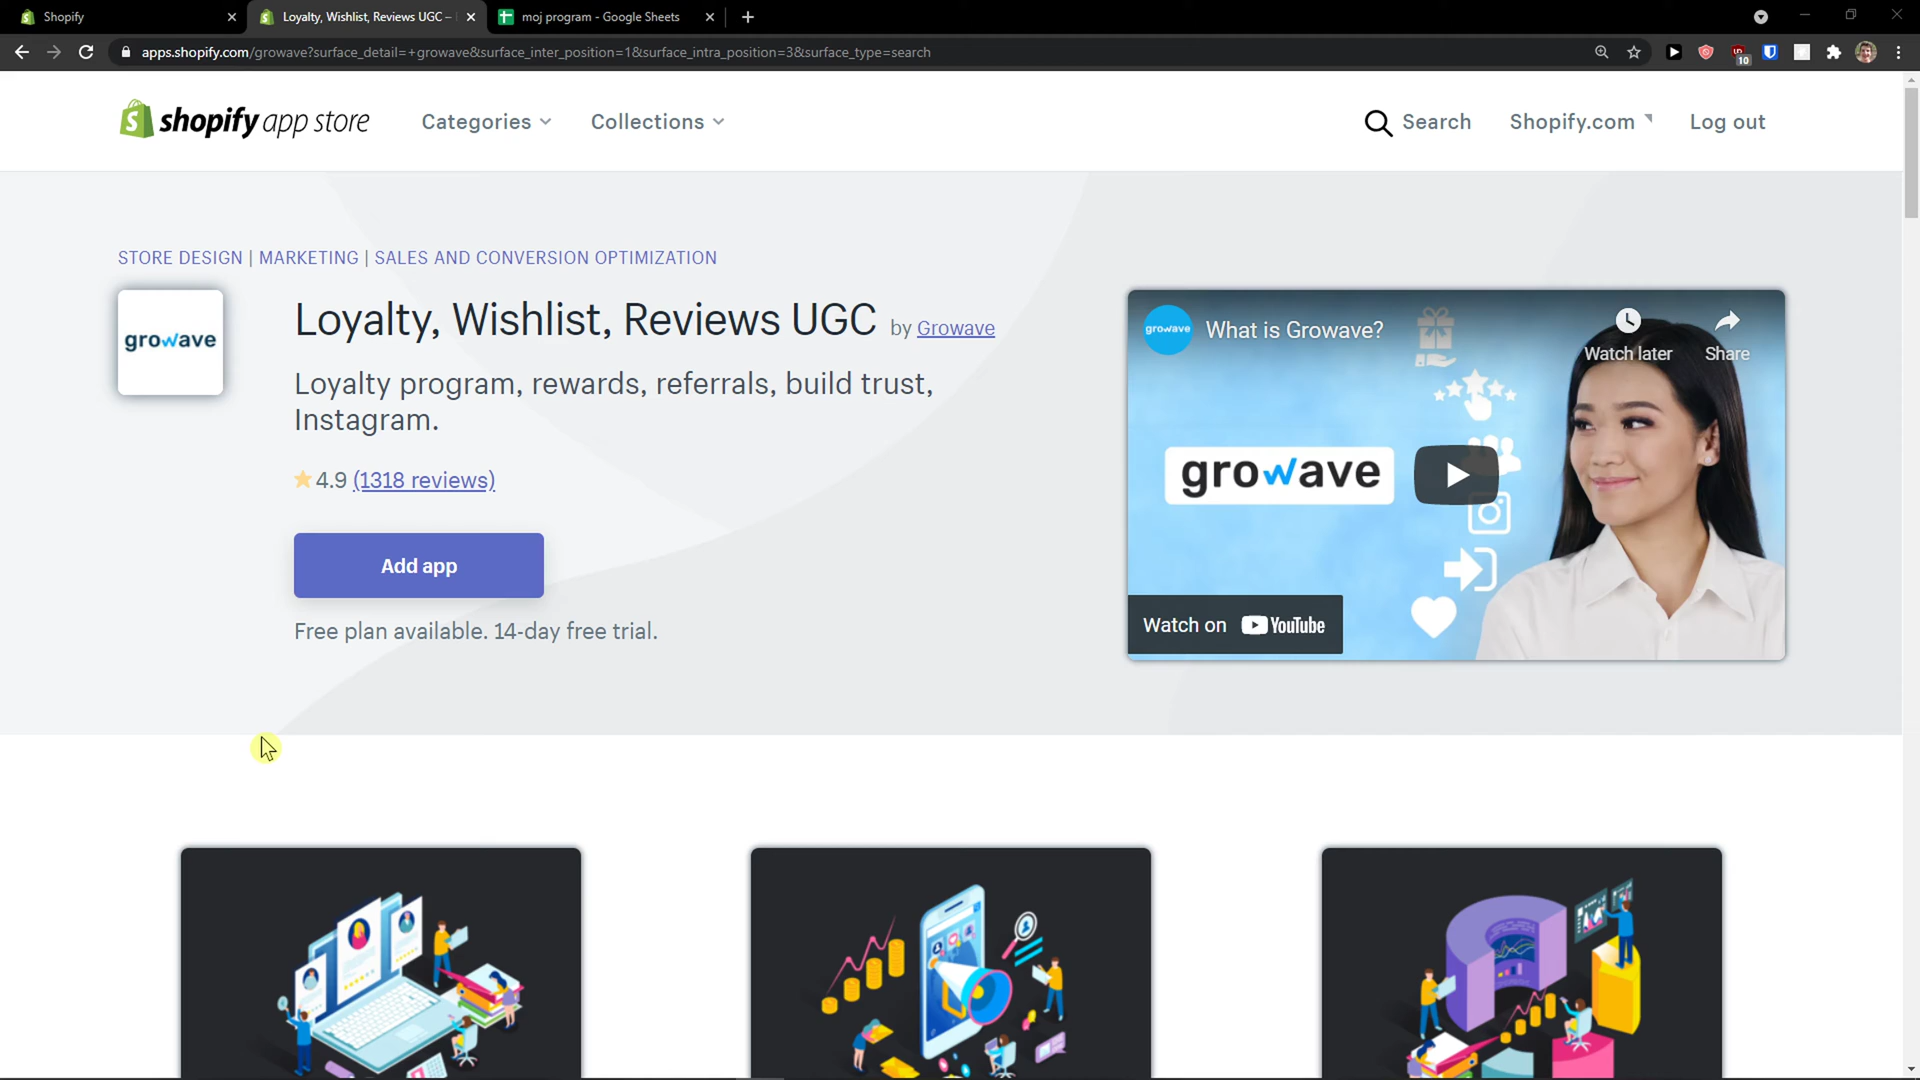 Shopify
Loyalty, Wishlist, Reviews UGC –
moj program - Google Sheets
apps.shopify.com/growave?surface_detail=+growave&surface_inter_position=1&surface_intra_position=3&surface_type=search
10
shopify app store
Categories
Collections
Search
Shopify.com
Log out
STORE DESIGN | MARKETING | SALES AND CONVERSION OPTIMIZATION
growave
Loyalty, Wishlist, Reviews UGC by Growave
Loyalty program, rewards, referrals, build trust,
Instagram.
4.9 (1318 reviews)
Add app
Free plan available. 14-day free trial.
growave
What is Growave?
Watch later
Share
growave
Watch on YouTube